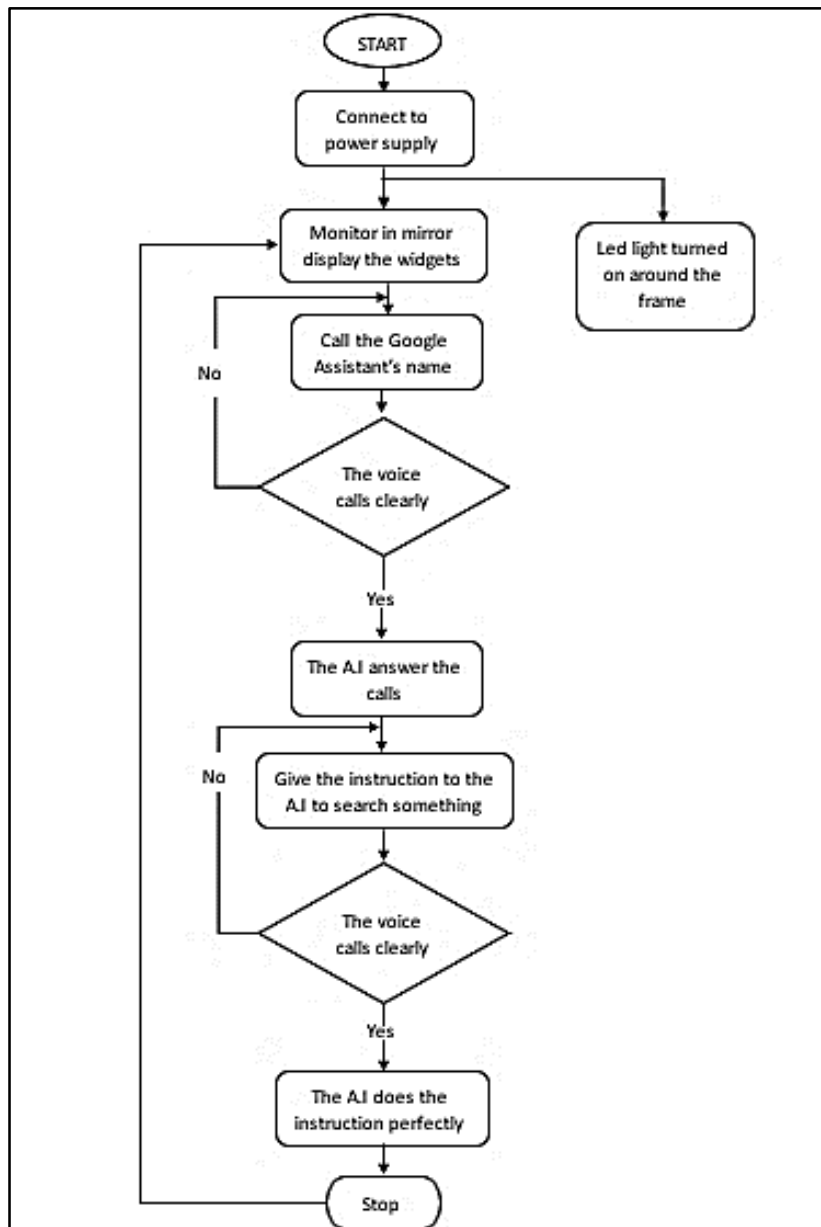 START
Connect to
power supply
Monitor in mirror
display the widgets
Led light turned
on around the
frame
Call the Google
Assistant's name
No
The voice
calls clearly
Yes
The A.I answer the
calls
No
Give the instruction to the
A.I to search something
The voice
calls clearly
Yes
The A.I does the
instruction perfectly
Stop